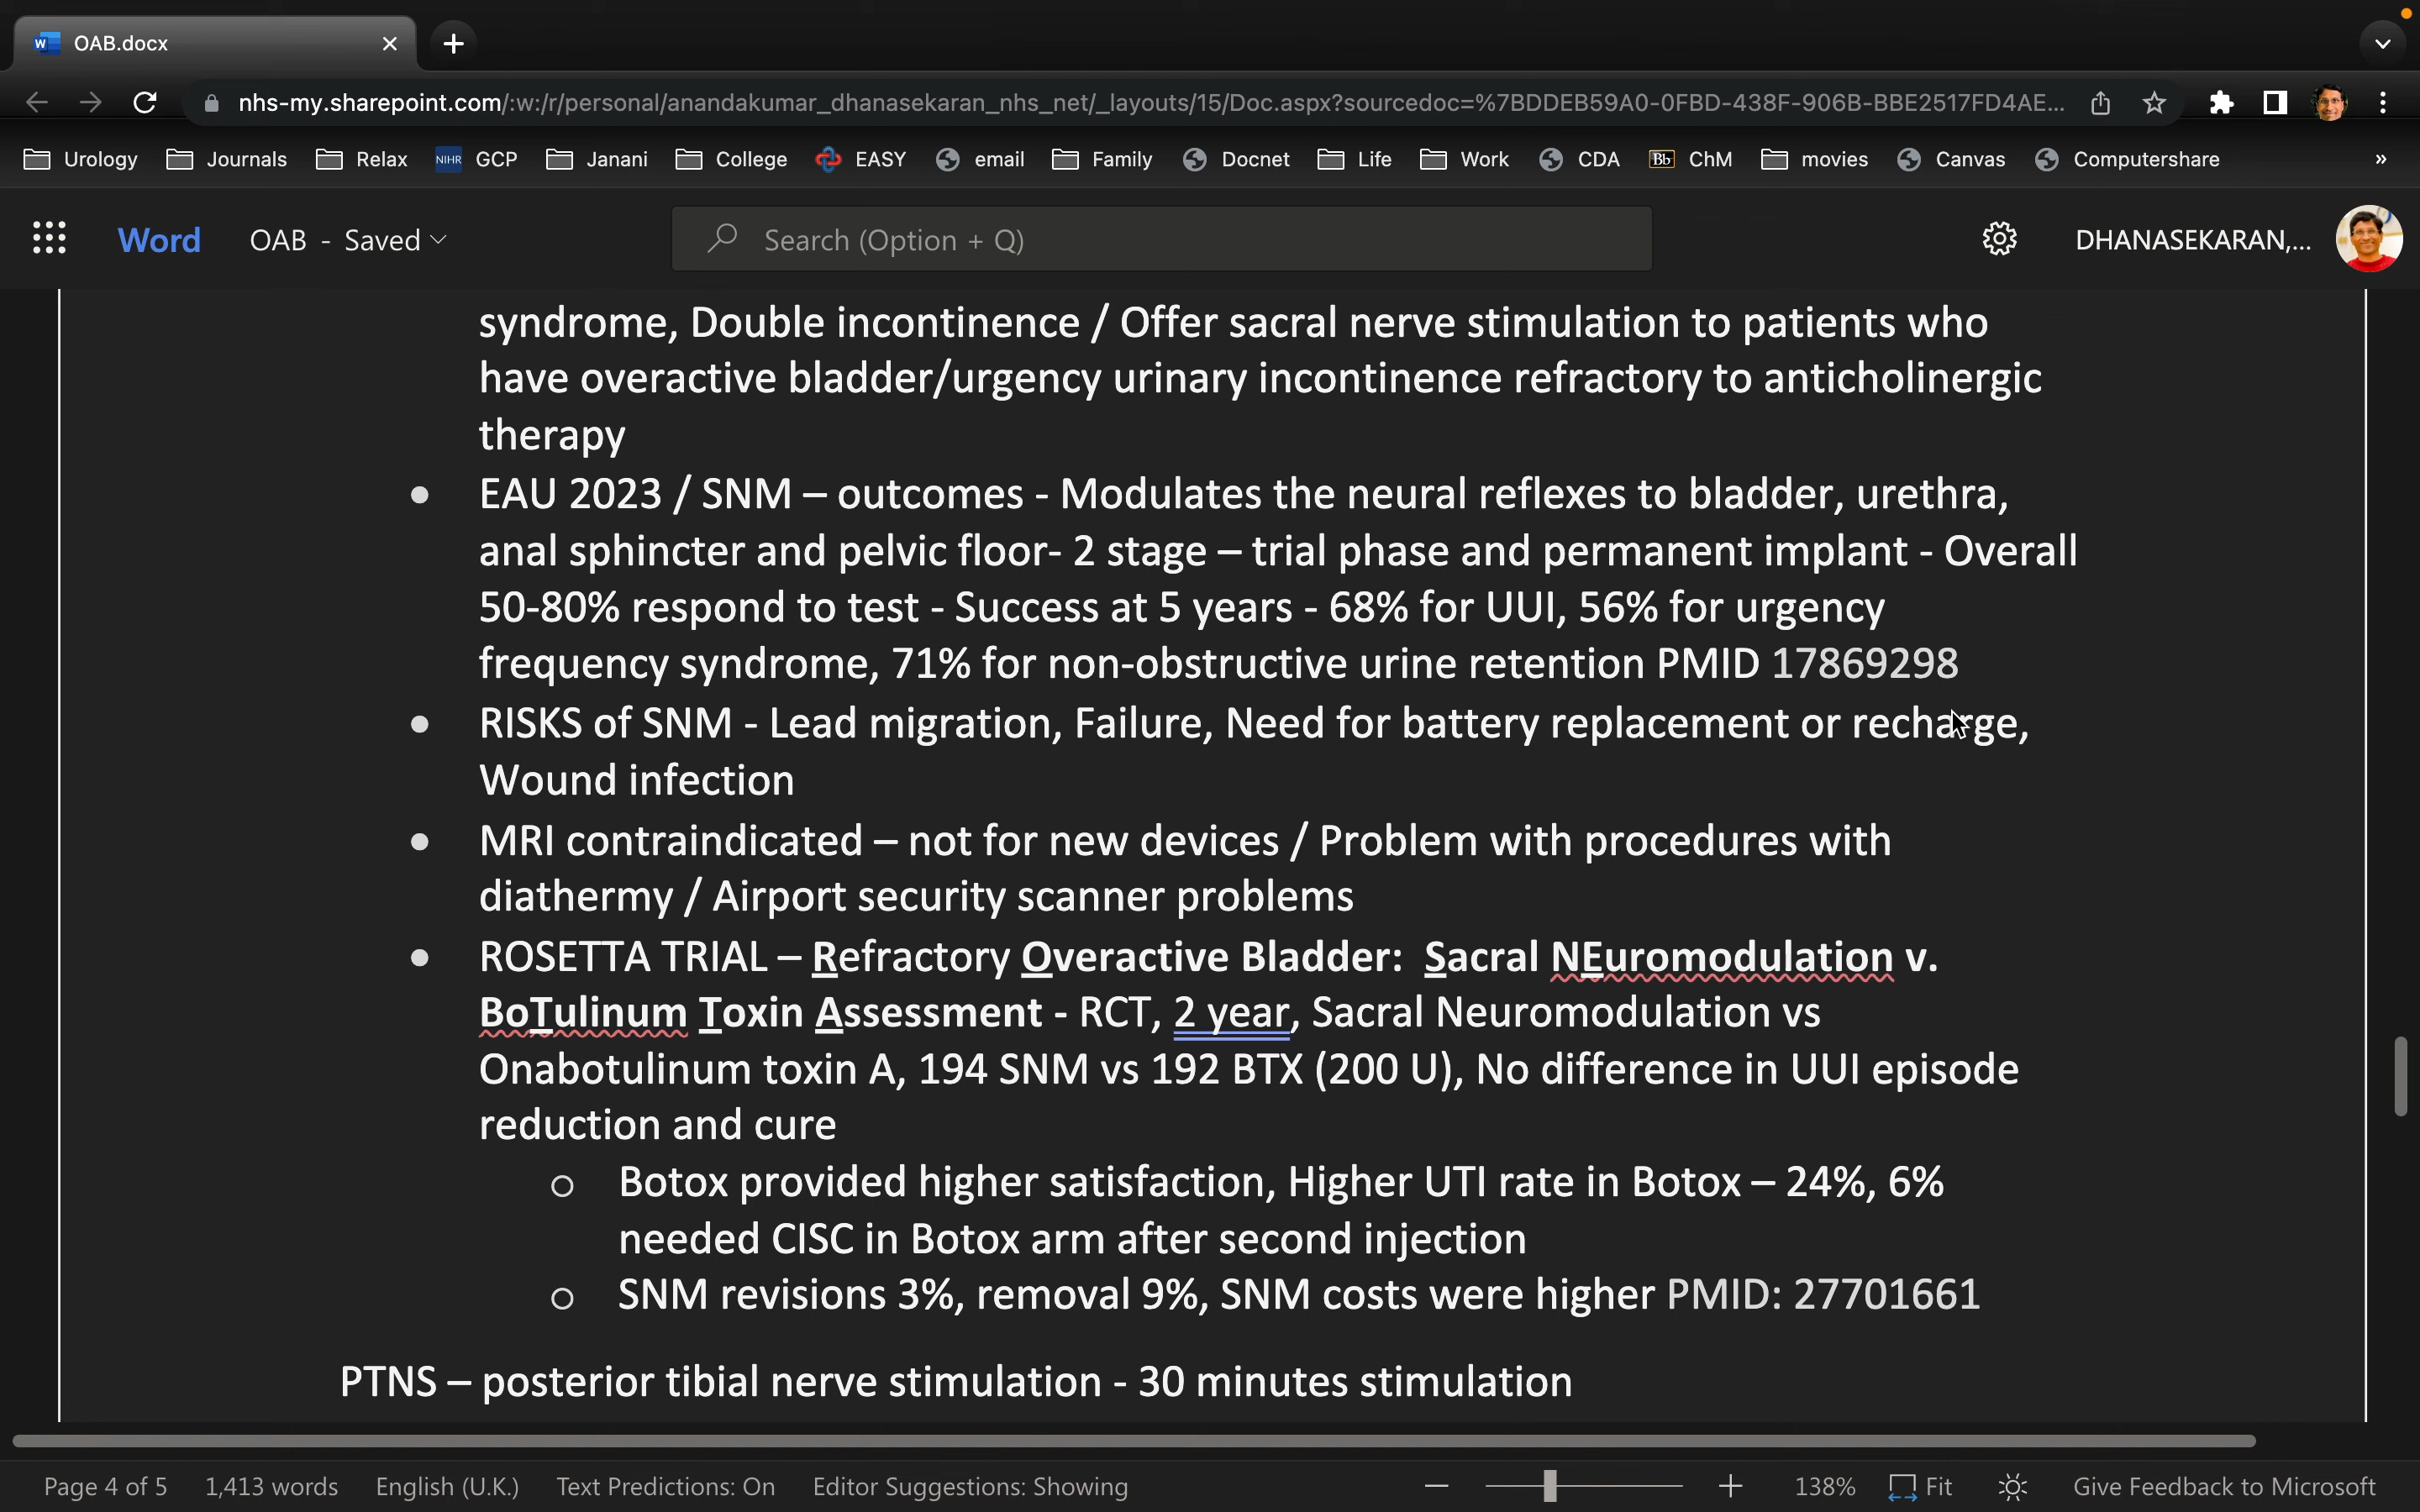 OAB.docx
nhs-my.sharepoint.com/:w:/r/personal/anandakumar_dhanasekaran_nhs_net/_layouts/15/Doc.aspx?sourcedoc=%7BDDEB59A0-0FBD-438F-906B-BBE2517FD4AE...
Urology Journals Relax NIHR GCP Janani College EASY email Family Docnet Life Work CDA Bb ChM movies Canvas Computershare »
Word OAB - Saved Search (Option + Q) DHANASEKARAN,...
syndrome, Double incontinence / Offer sacral nerve stimulation to patients who
have overactive bladder/urgency urinary incontinence refractory to anticholinergic
therapy
• EAU 2023 / SNM – outcomes - Modulates the neural reflexes to bladder, urethra,
anal sphincter and pelvic floor- 2 stage – trial phase and permanent implant - Overall
50-80% respond to test - Success at 5 years - 68% for UUI, 56% for urgency
frequency syndrome, 71% for non-obstructive urine retention PMID 17869298
• RISKS of SNM - Lead migration, Failure, Need for battery replacement or recharge,
Wound infection
• MRI contraindicated – not for new devices / Problem with procedures with
diathermy / Airport security scanner problems
• ROSETTA TRIAL – Refractory Overactive Bladder: Sacral NEuromodulation v.
BoTulinum Toxin Assessment - RCT, 2 year, Sacral Neuromodulation vs
Onabotulinum toxin A, 194 SNM vs 192 BTX (200 U), No difference in UUI episode
reduction and cure
o Botox provided higher satisfaction, Higher UTI rate in Botox – 24%, 6%
needed CISC in Botox arm after second injection
o SNM revisions 3%, removal 9%, SNM costs were higher PMID: 27701661
PTNS – posterior tibial nerve stimulation - 30 minutes stimulation
Page 4 of 5 1,413 words English (U.K.) Text Predictions: On Editor Suggestions: Showing 138% Fit Give Feedback to Microsoft